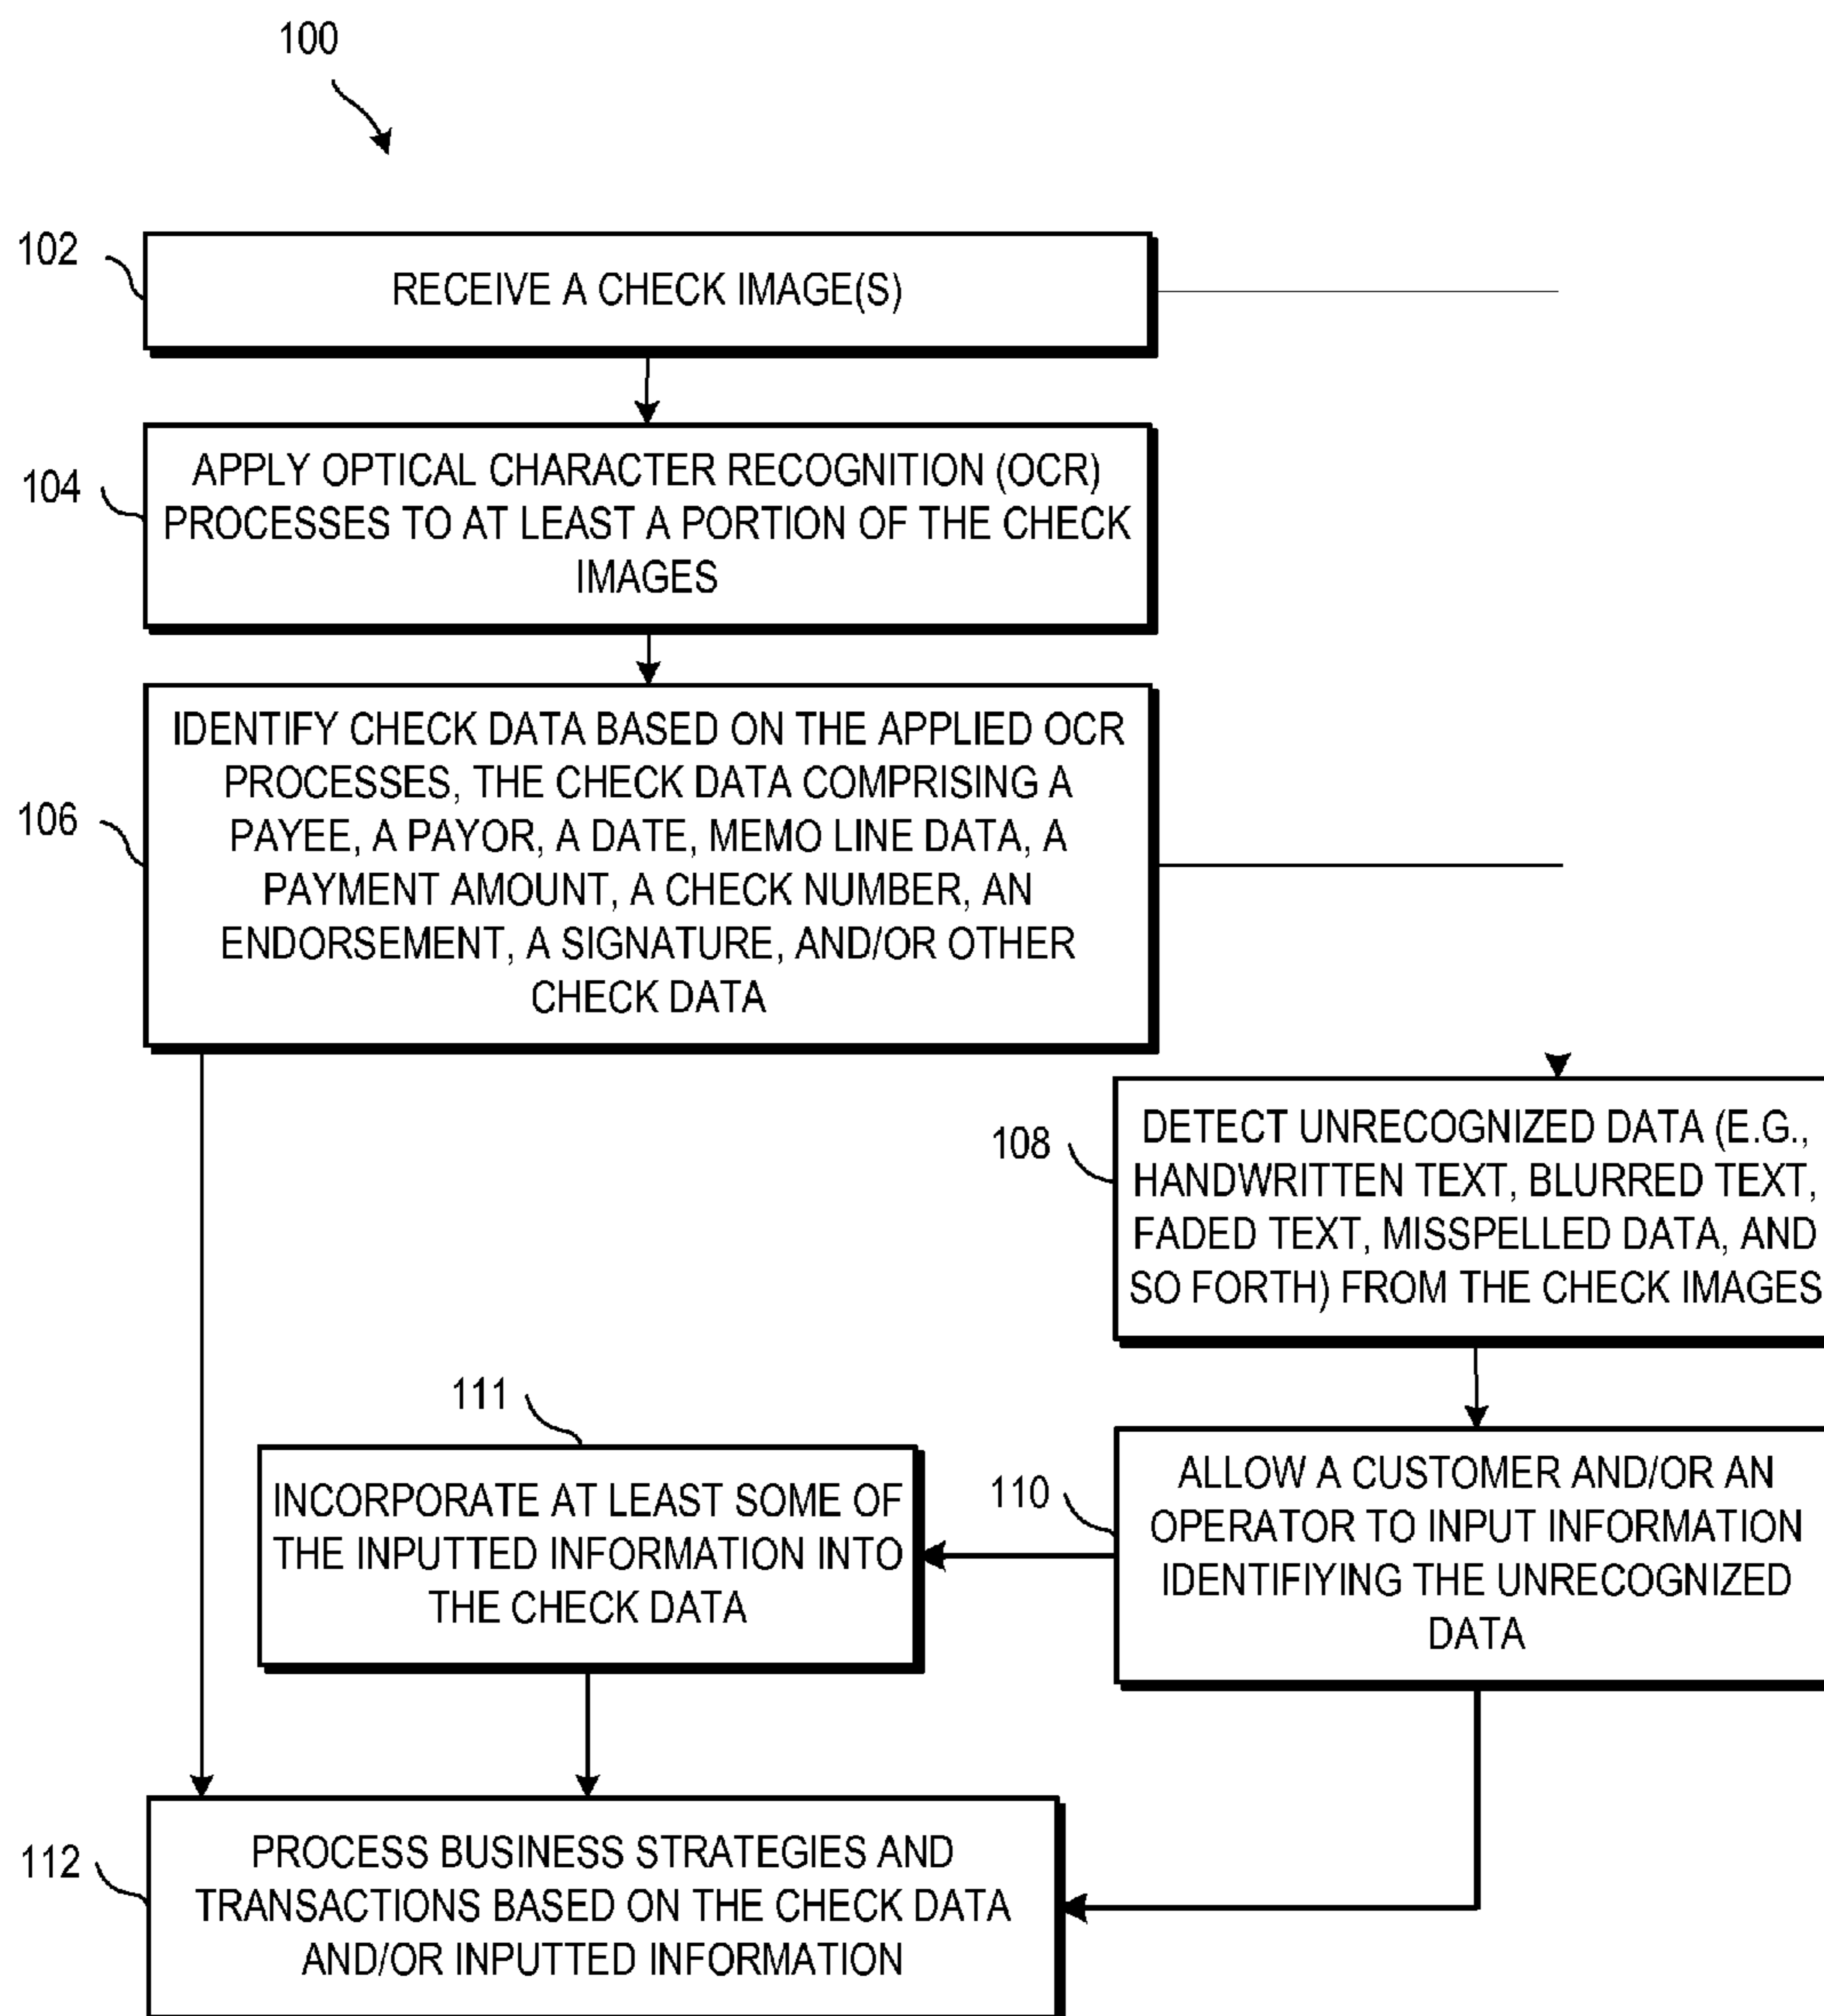 100
102
RECEIVE A CHECK IMAGE(S)
104
APPLY OPTICAL CHARACTER RECOGNITION (OCR)
PROCESSES TO AT LEAST A PORTION OF THE CHECK
IMAGES
106
IDENTIFY CHECK DATA BASED ON THE APPLIED OCR
PROCESSES, THE CHECK DATA COMPRISING A
PAYEE, A PAYOR, A DATE, MEMO LINE DATA, A
PAYMENT AMOUNT, A CHECK NUMBER, AN
ENDORSEMENT, A SIGNATURE, AND/OR OTHER
CHECK DATA
108
DETECT UNRECOGNIZED DATA (E.G.,
HANDWRITTEN TEXT, BLURRED TEXT,
FADED TEXT, MISSPELLED DATA, AND
SO FORTH) FROM THE CHECK IMAGES
110
ALLOW A CUSTOMER AND/OR AN
OPERATOR TO INPUT INFORMATION
IDENTIFIYING THE UNRECOGNIZED
DATA
111
INCORPORATE AT LEAST SOME OF
THE INPUTTED INFORMATION INTO
THE CHECK DATA
112
PROCESS BUSINESS STRATEGIES AND
TRANSACTIONS BASED ON THE CHECK DATA
AND/OR INPUTTED INFORMATION